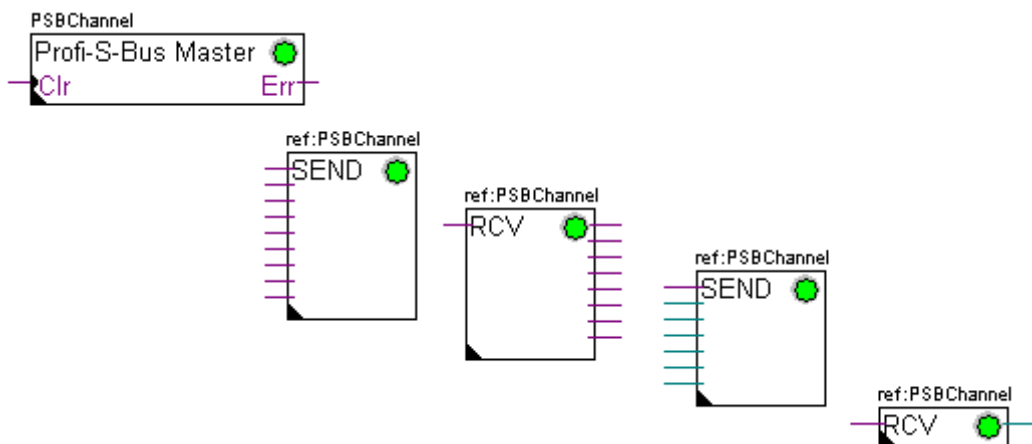 PSBChannel
Profi-S-Bus Master
Clr Err
ref:PSBChannel
SEND
ref:PSBChannel
RCV
ref:PSBChannel
SEND
ref:PSBChannel
RCV